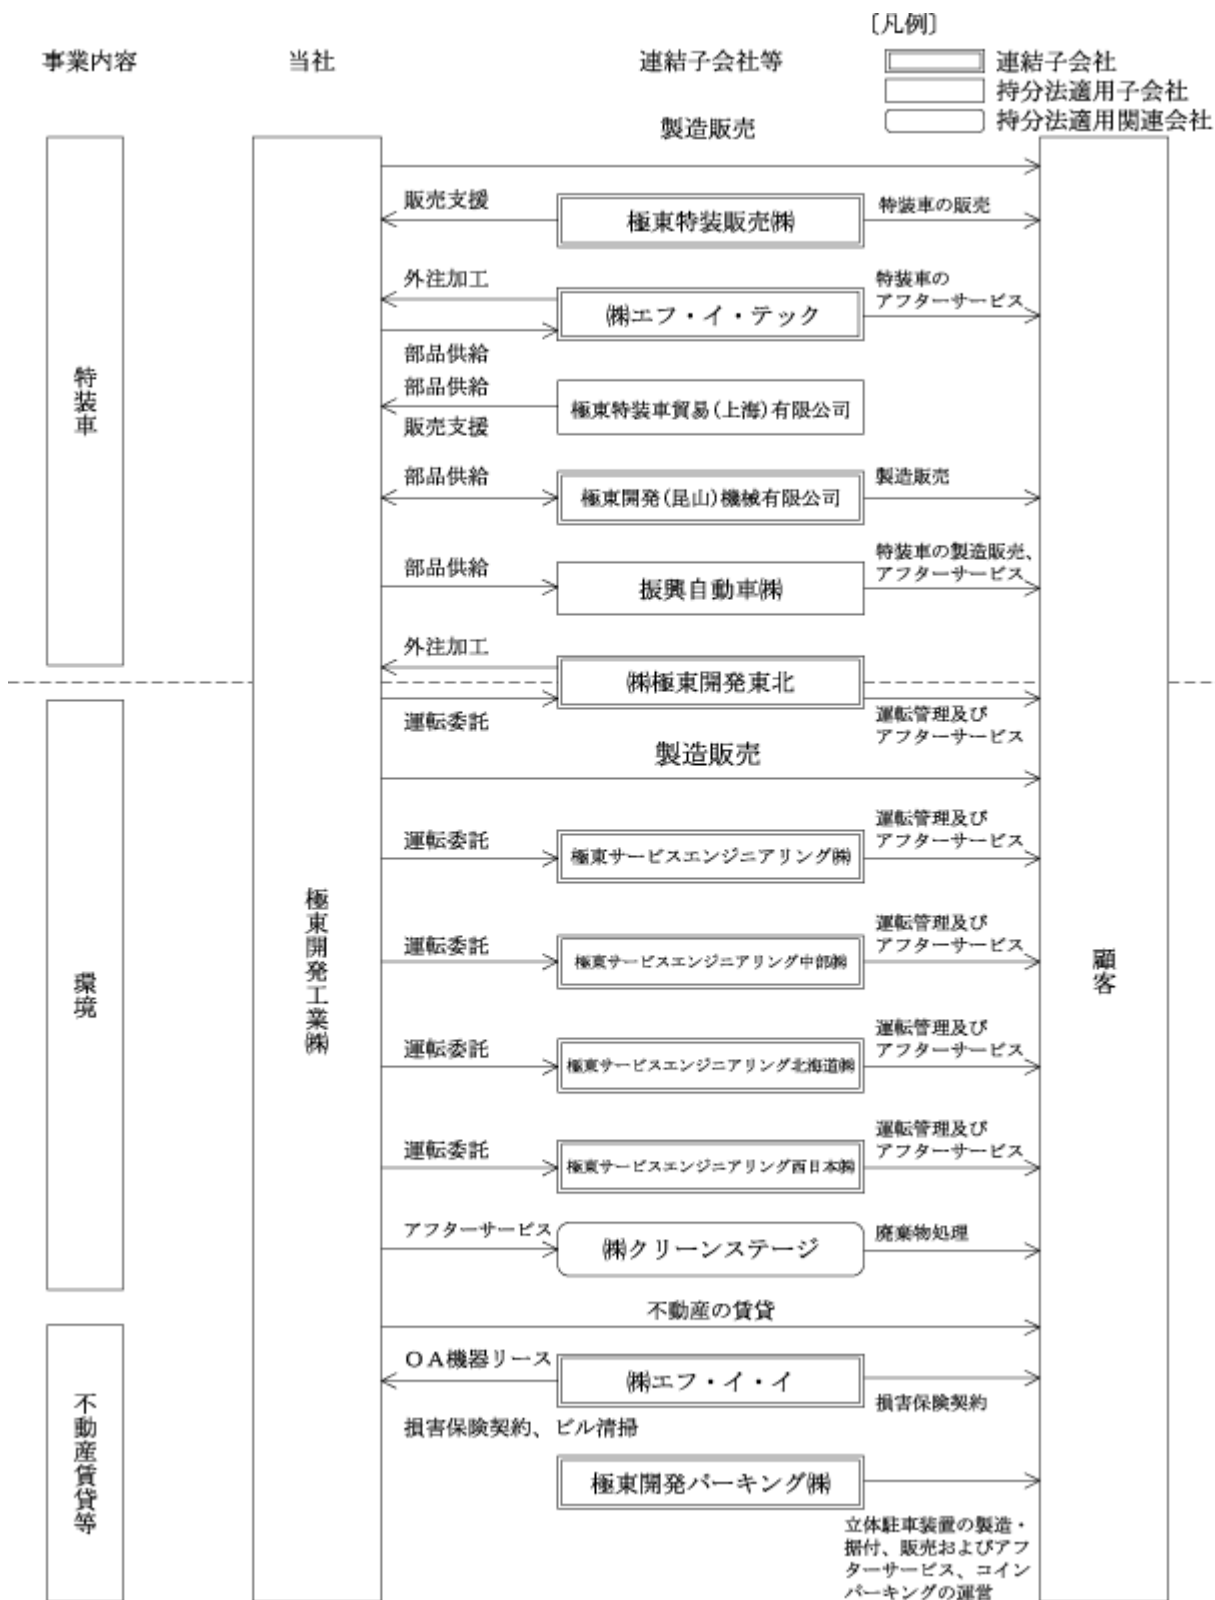 〔凡例〕
事業内容
当社
連結子会社等
連結子会社
持分法適用子会社
持分法適用関連会社
製造販売
販売支援
極東特装販売㈱
特装車の販売
外注加工
㈱エフ・イ・テック
特装車の
アフターサービス
部品供給
特装車
部品供給
極東特装車貿易(上海)有限公司
販売支援
部品供給
極東開発(昆山)機械有限公司
製造販売
部品供給
振興自動車㈱
特装車の製造販売、
アフターサービス
外注加工
㈱極東開発東北
運転委託
運転管理及び
アフターサービス
製造販売
運転委託
極東サービスエンジニアリング㈱
運転管理及び
アフターサービス
極東開発工業㈱
環境
顧客
運転委託
極東サービスエンジニアリング中部㈱
運転管理及び
アフターサービス
運転委託
極東サービスエンジニアリング北海道㈱
運転管理及び
アフターサービス
運転委託
極東サービスエンジニアリング西日本㈱
運転管理及び
アフターサービス
アフターサービス
㈱クリーンステージ
廃棄物処理
不動産の賃貸
不動産賃貸等
OA機器リース
㈱エフ・イ・イ
損害保険契約
損害保険契約、ビル清掃
極東開発パーキング㈱
立体駐車装置の製造・
据付、販売およびアフ
ターサービス、コイン
パーキングの運営